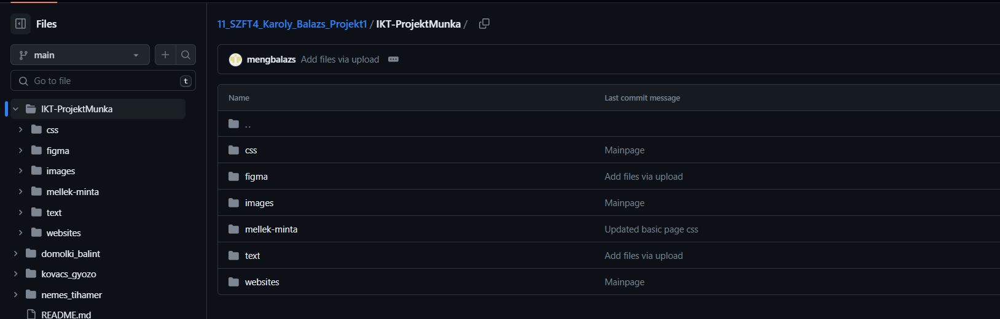 Files
main
Go to file
t
IKT-ProjektMunka
css
figma
images
mellek-minta
text
websites
domolki_balint
kovacs_gyozo
nemes_tihamer
README.md
11_SZFT4_Karoly_Balazs_Projekt1 / IKT-ProjektMunka /
mengbalazs Add files via upload
Name Last commit message
..
css Mainpage
figma Add files via upload
images Mainpage
mellek-minta Updated basic page css
text Add files via upload
websites Mainpage